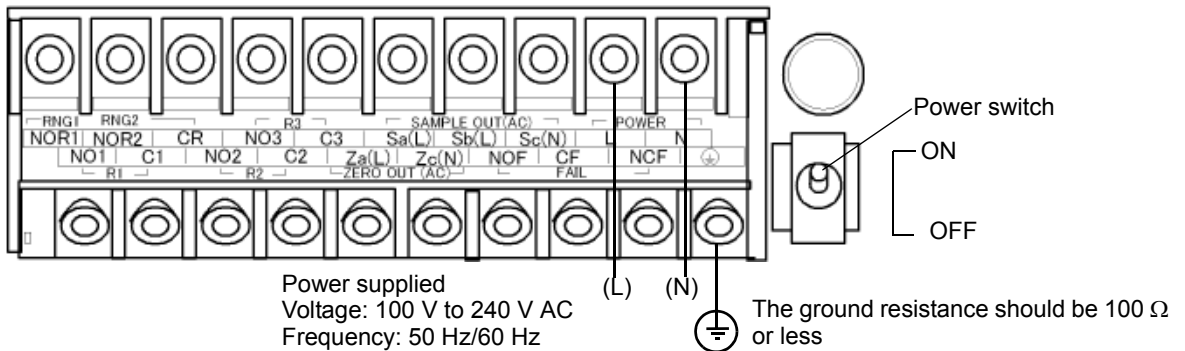 RNG1 RNG2 R3 SAMPLE OUT(AC) POWER
NOR1 NOR2 CR NO3 C3 Sa(L) Sb(L) Sc(N) L N
NO1 C1 NO2 C2 Za(L) Zc(N) NOF CF NCF
R1 R2 ZERO OUT (AC) FAIL
Power switch
ON
OFF
Power supplied
Voltage: 100 V to 240 V AC
Frequency: 50 Hz/60 Hz
(L) (N)
The ground resistance should be 100 Ω
or less